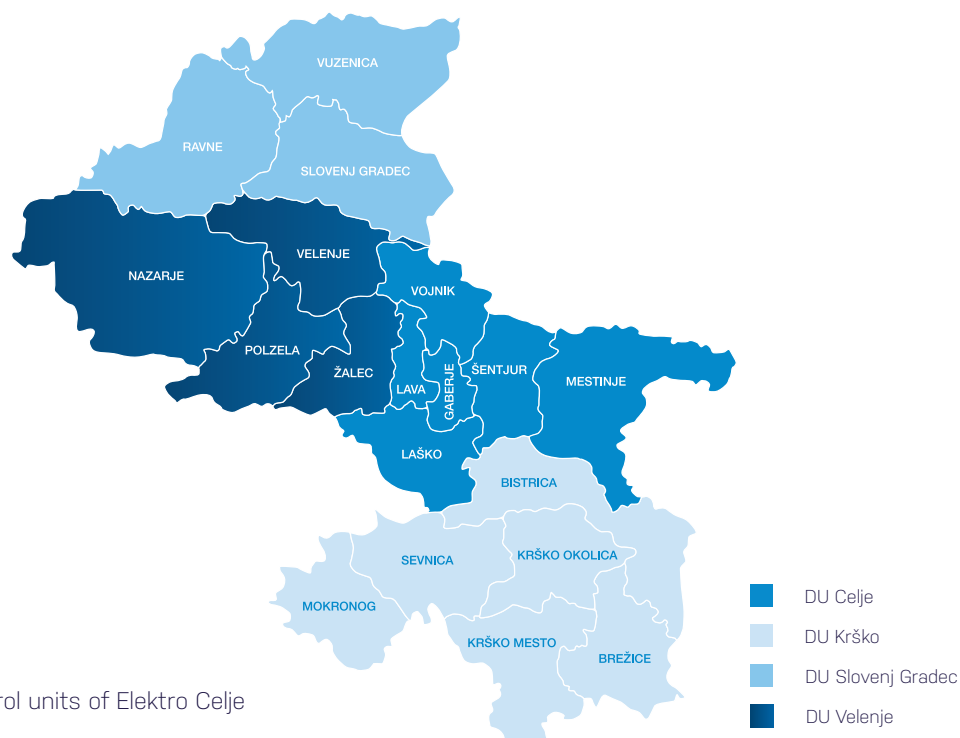 VUZENICA
RAVNE
SLOVENJ GRADEC
VELENJE
NAZARJE
VOJNIK
POLZELA
ŽALEC
LAVA
GABERJE
ŠENTJUR
MESTINJE
LAŠKO
BISTRICA
SEVNICA
KRŠKO OKOLICA
MOKRONOG
KRŠKO MESTO
BREŽICE
DU Celje
DU Krško
DU Slovenj Gradec
DU Velenje
units of Elektro Celje